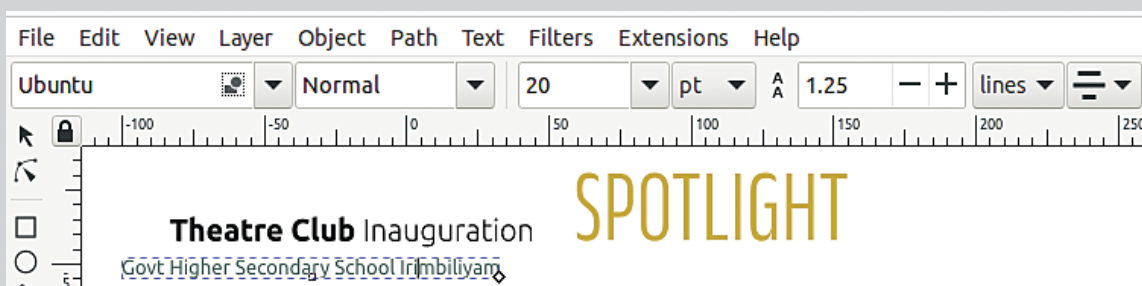 File Edit View Layer Object Path Text Filters Extensions Help
Ubuntu Normal 20 pt 1.25 lines
-100 -50 0 50 100 150 200 250
SPOTLIGHT
Theatre Club Inauguration
Govt Higher Secondary School Irimbiliyam
5